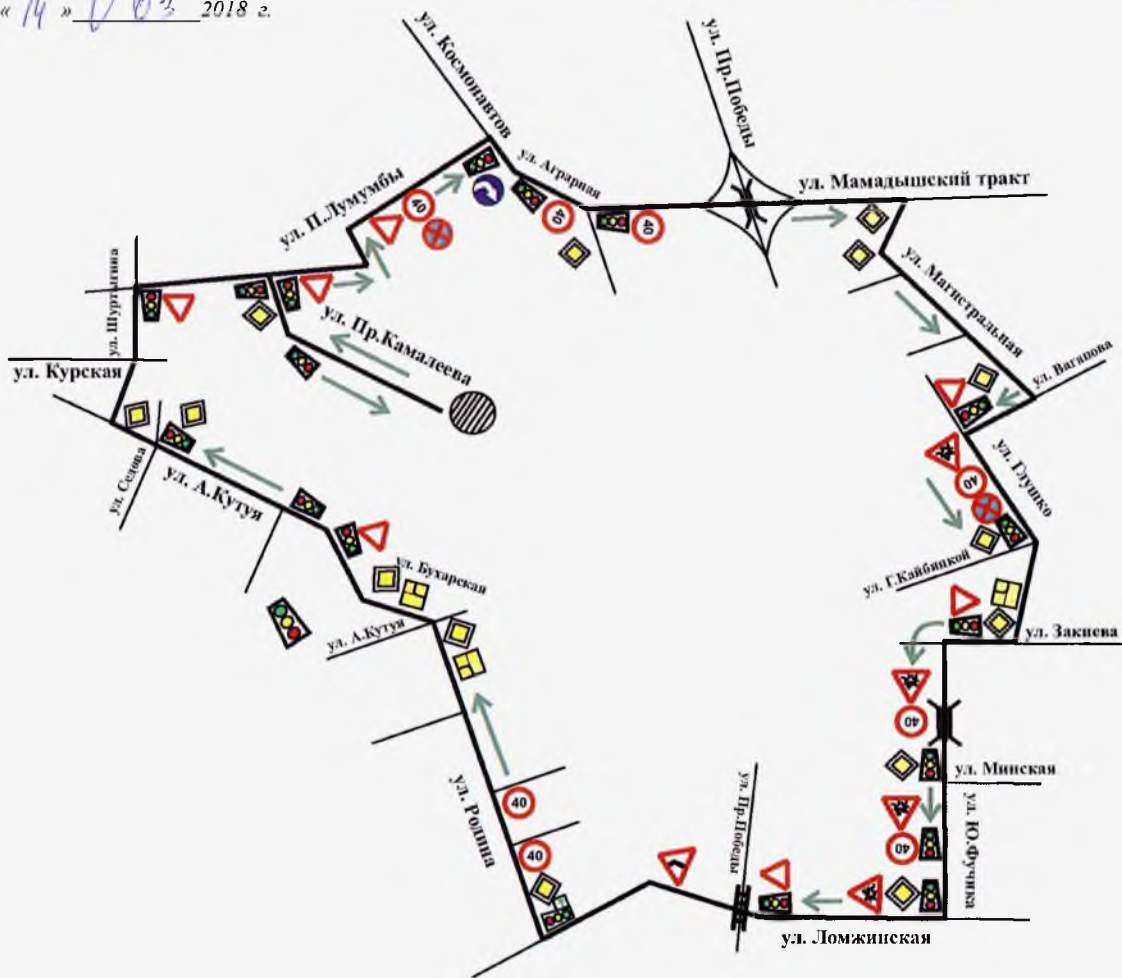 « 14 » 03 2018 г.
ул. Космонавтов
ул. Пр.Победы
ул. Аграрная
ул. Мамадышский тракт
ул. П.Лумумбы
40
40
40
ул. Шуртыгина
ул. Пр.Камалеева
ул. Магистральная
ул. Курская
ул. Вагапова
ул. Седова
ул. А.Кутуя
40
ул. Глушко
ул. Бухарская
ул. Г.Кайбицкой
ул. А.Кутуя
ул. Закиева
40
ул. Минская
40
ул. Родина
ул. Пр.Победы
40
ул. Ю.Фучика
40
ул. Ломжинская